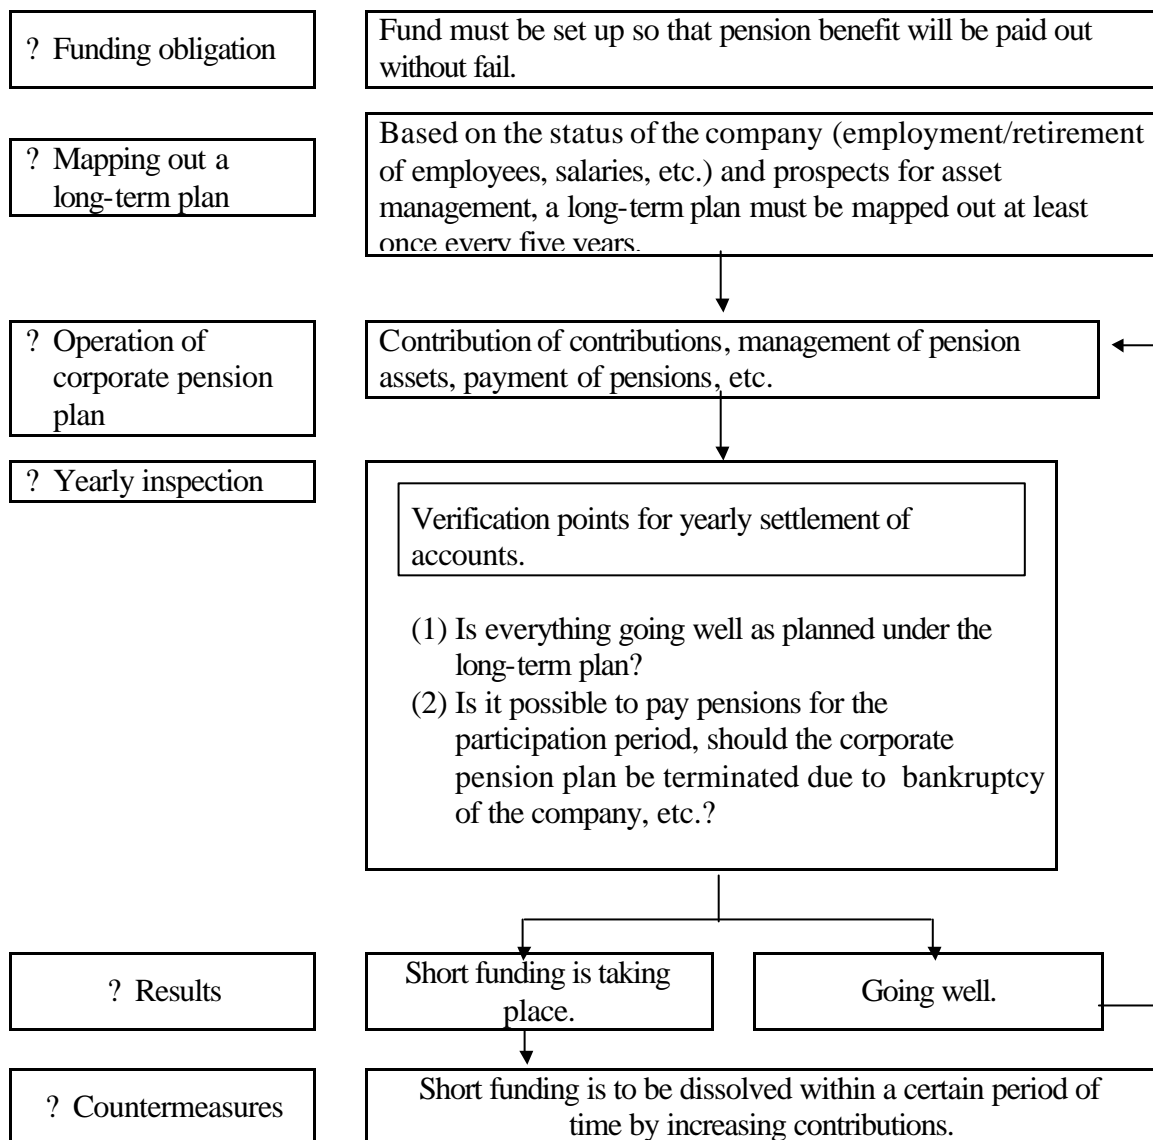 ? Funding obligation
Fund must be set up so that pension benefit will be paid out
without fail.
? Mapping out a
long-term plan
Based on the status of the company (employment/retirement
of employees, salaries, etc.) and prospects for asset
management, a long-term plan must be mapped out at least
once every five years.
? Operation of
corporate pension
plan
Contribution of contributions, management of pension
assets, payment of pensions, etc.
? Yearly inspection
Verification points for yearly settlement of
accounts.
(1) Is everything going well as planned under the
long-term plan?
(2) Is it possible to pay pensions for the
participation period, should the corporate
pension plan be terminated due to bankruptcy
of the company, etc.?
? Results
Short funding is taking
place.
Going well.
? Countermeasures
Short funding is to be dissolved within a certain period of
time by increasing contributions.